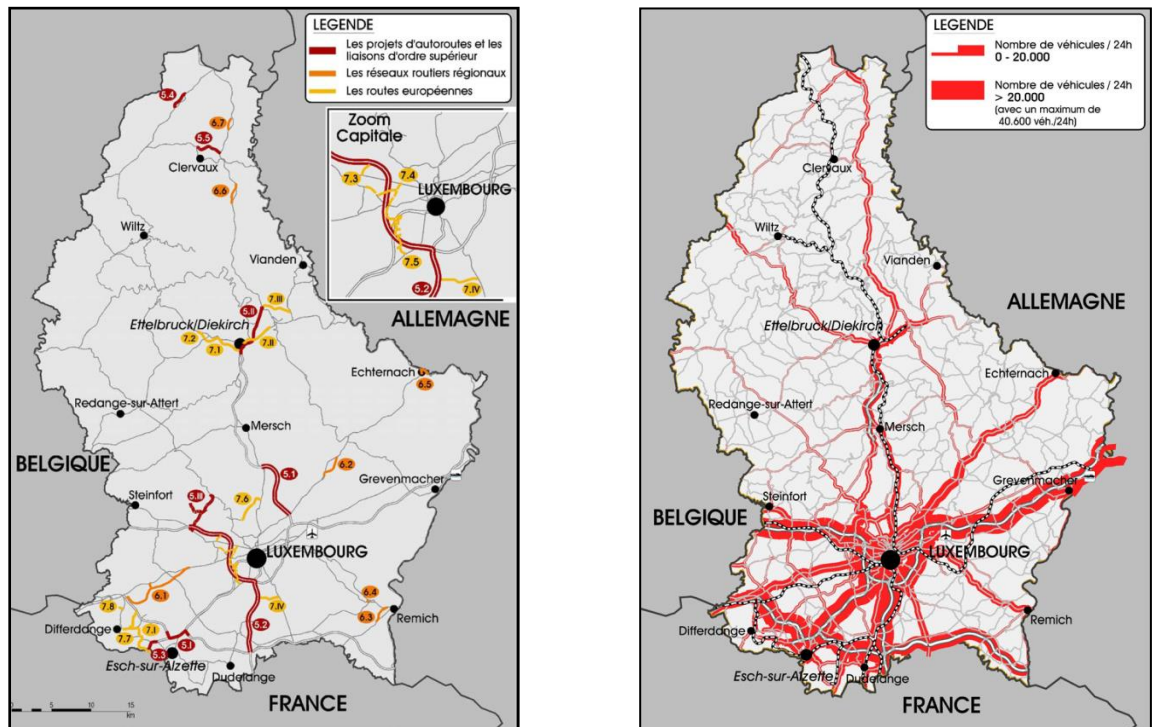 LEGENDE
Les projets d'autoroutes et les
liaisons d'ordre supérieur
Les réseaux routiers régionaux
Les routes européennes
Zoom
Capitale
7.3
7.4
LUXEMBOURG
7.5
5.2
7.IV
5.4
6.7
5.5
Clervaux
6.6
Wiltz
Vianden
7.III
5.II
Ettelbruck/Diekirch
ALLEMAGNE
7.2
7.1
7.II
Echternach
6.5
Redange-sur-Attert
Mersch
BELGIQUE
5.1
6.2
Grevenmacher
Steinfort
5.III
7.6
LUXEMBOURG
6.1
6.4
7.8
7.IV
6.3
Remich
Differdange
7.I
7.7
5.I
5.2
5.3
Esch-sur-Alzette
Dudelange
FRANCE
0 5 10 15
km
LEGENDE
Nombre de véhicules / 24h
0 - 20.000
Nombre de véhicules / 24h
> 20.000
(avec un maximum de
40.600 véh./24h)
Clervaux
Wiltz
Vianden
ALLEMAGNE
Ettelbruck/Diekirch
Echternach
Redange-sur-Attert
Mersch
Grevenmacher
Steinfort
BELGIQUE
LUXEMBOURG
Remich
Differdange
Esch-sur-Alzette
Dudelange
FRANCE